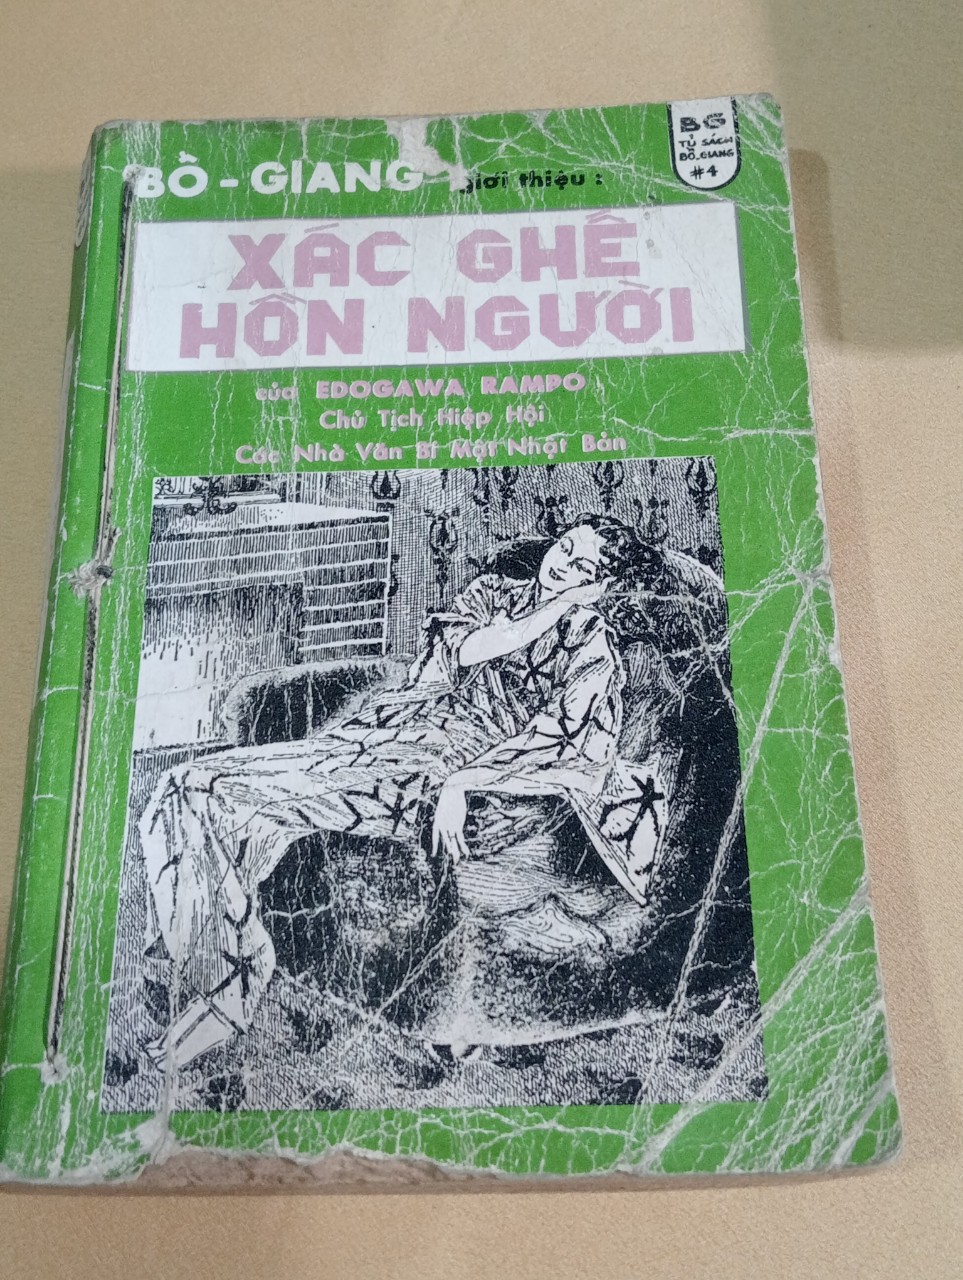 BỒ - GIANG giới thiệu :
BG
TỦ SÁCH
BỒ-GIANG
#4
XÁC GHẾ
HỒN NGƯỜI
của EDOGAWA RAMPO
Chủ Tịch Hiệp Hội
Các Nhà Văn Bí Mật Nhật Bản